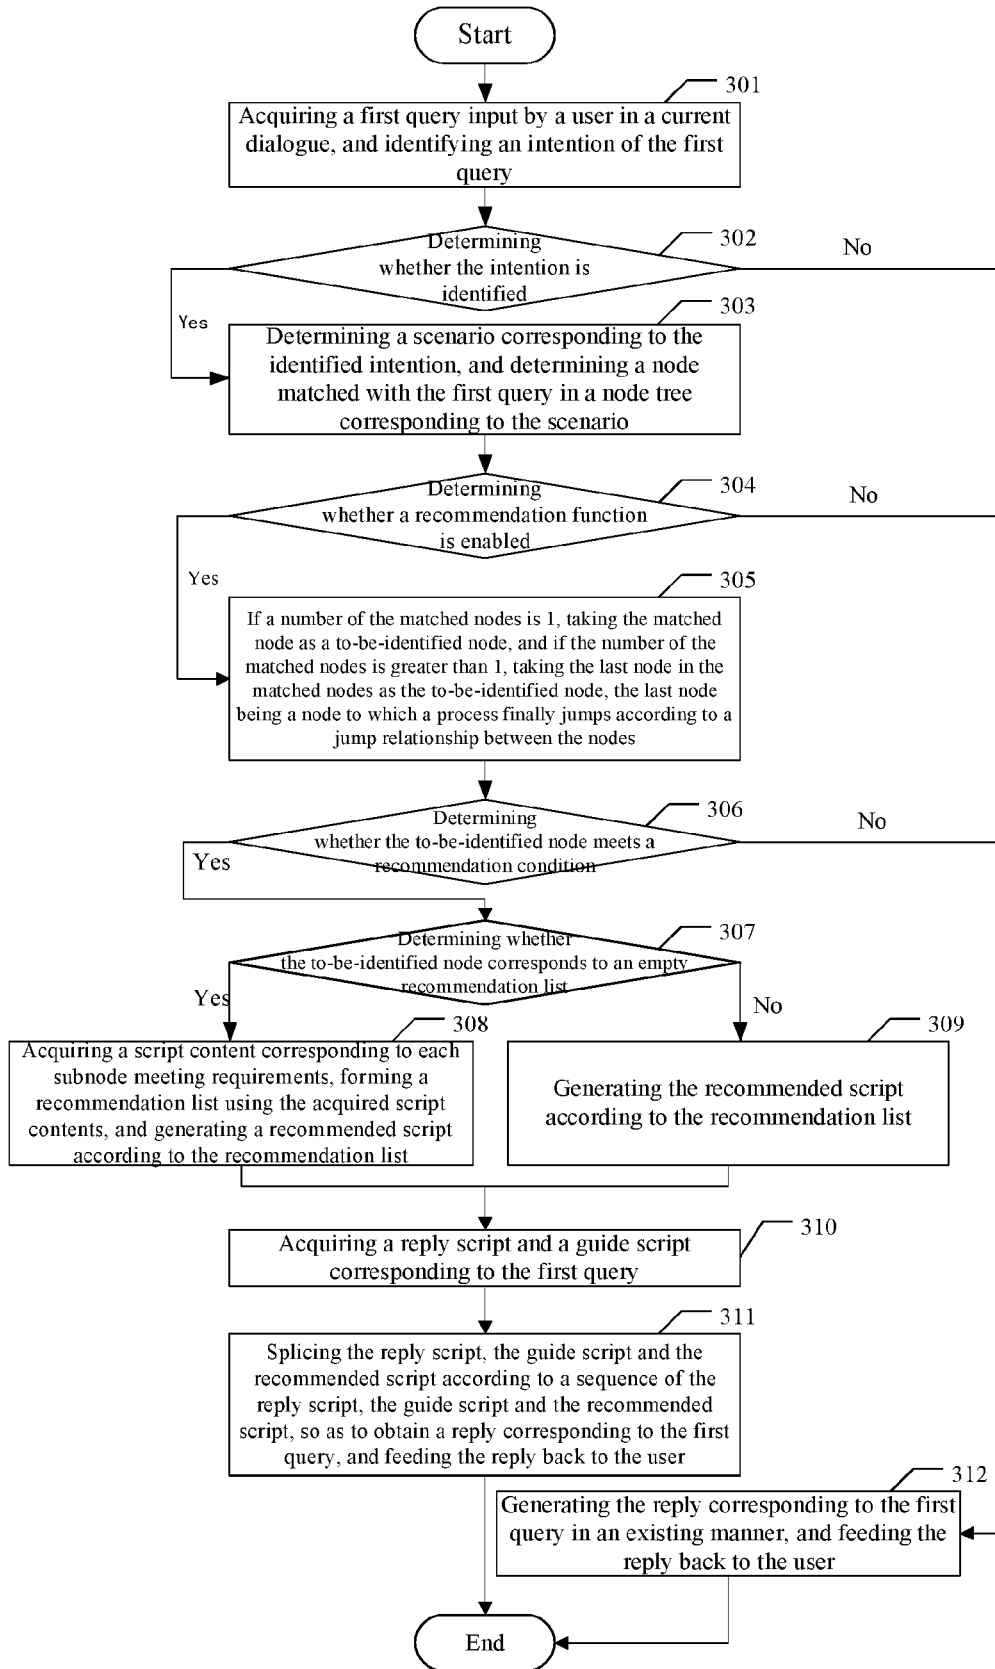 Start
301
Acquiring a first query input by a user in a current
dialogue, and identifying an intention of the first
query
302
Determining
whether the intention is
identified
No
Yes
303
Determining a scenario corresponding to the
identified intention, and determining a node
matched with the first query in a node tree
corresponding to the scenario
304
Determining
whether a recommendation function
is enabled
No
Yes
305
If a number of the matched nodes is 1, taking the matched
node as a to-be-identified node, and if the number of the
matched nodes is greater than 1, taking the last node in the
matched nodes as the to-be-identified node, the last node
being a node to which a process finally jumps according to a
jump relationship between the nodes
306
Determining
whether the to-be-identified node meets a
recommendation condition
No
Yes
307
Determining whether
the to-be-identified node corresponds to an empty
recommendation list
Yes
No
308
Acquiring a script content corresponding to each
subnode meeting requirements, forming a
recommendation list using the acquired script
contents, and generating a recommended script
according to the recommendation list
309
Generating the recommended script
according to the recommendation list
310
Acquiring a reply script and a guide script
corresponding to the first query
311
Splicing the reply script, the guide script and the
recommended script according to a sequence of the
reply script, the guide script and the recommended
script, so as to obtain a reply corresponding to the first
query, and feeding the reply back to the user
312
Generating the reply corresponding to the first
query in an existing manner, and feeding the
reply back to the user
End